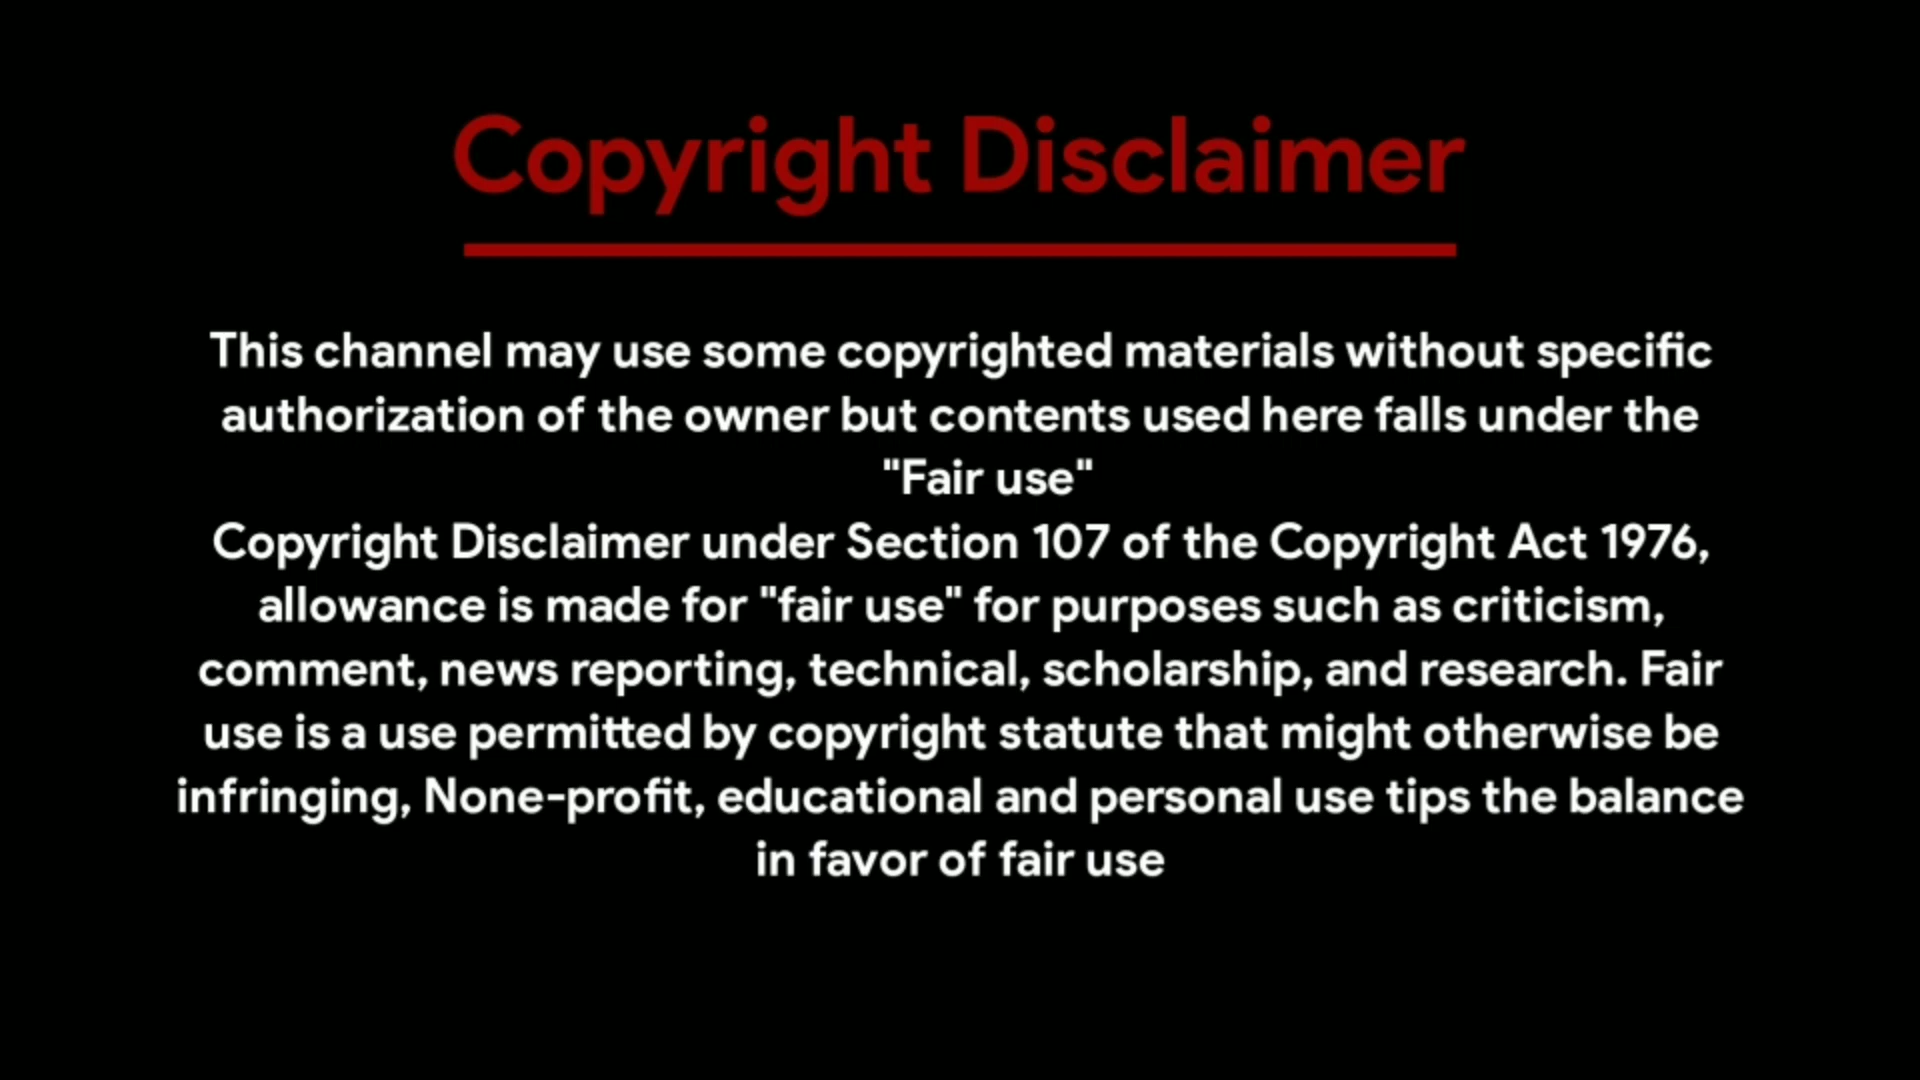 Copyright Disclaimer
This channel may use some copyrighted materials without specific
authorization of the owner but contents used here falls under the
"Fair use"
Copyright Disclaimer under Section 107 of the Copyright Act 1976,
allowance is made for "fair use" for purposes such as criticism,
comment, news reporting, technical, scholarship, and research. Fair
use is a use permitted by copyright statute that might otherwise be
infringing, None-profit, educational and personal use tips the balance
in favor of fair use